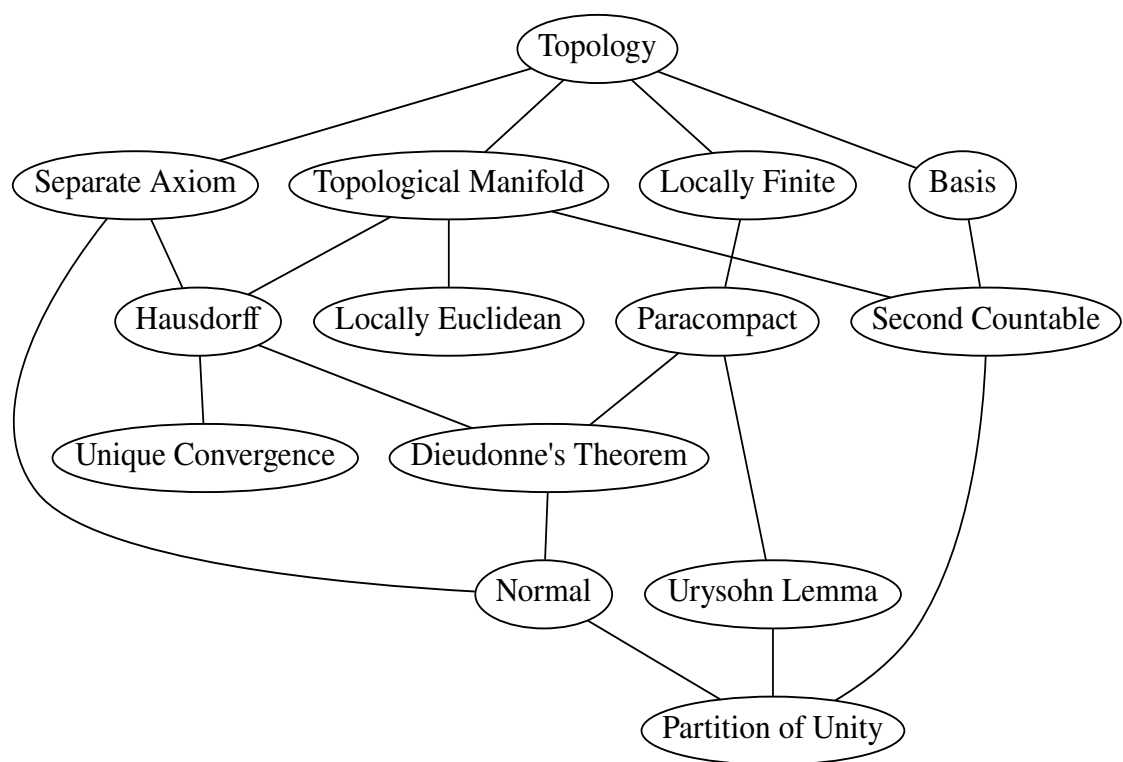 Topology
Separate Axiom
Topological Manifold
Locally Finite
Basis
Hausdorff
Locally Euclidean
Paracompact
Second Countable
Unique Convergence
Dieudonne's Theorem
Normal
Urysohn Lemma
Partition of Unity